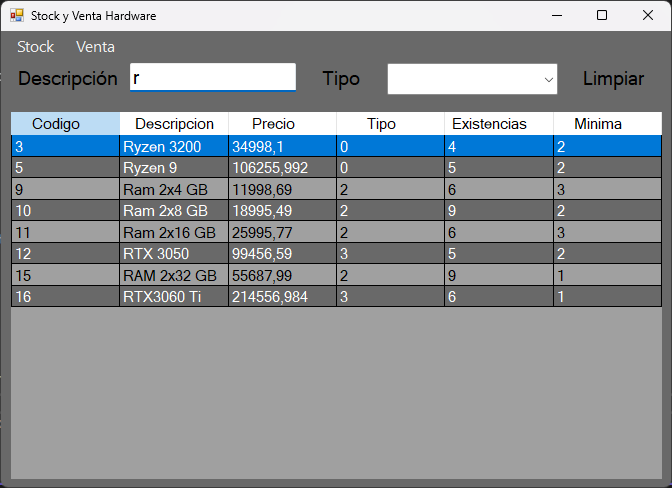 Stock y Venta Hardware
Stock Venta
Descripción r Tipo Limpiar
Codigo Descripcion Precio Tipo Existencias Minima
3 Ryzen 3200 34998,1 0 4 2
5 Ryzen 9 106255,992 0 5 2
9 Ram 2x4 GB 11998,69 2 6 3
10 Ram 2x8 GB 18995,49 2 9 2
11 Ram 2x16 GB 25995,77 2 6 3
12 RTX 3050 99456,59 3 5 2
15 RAM 2x32 GB 55687,99 2 9 1
16 RTX3060 Ti 214556,984 3 6 1